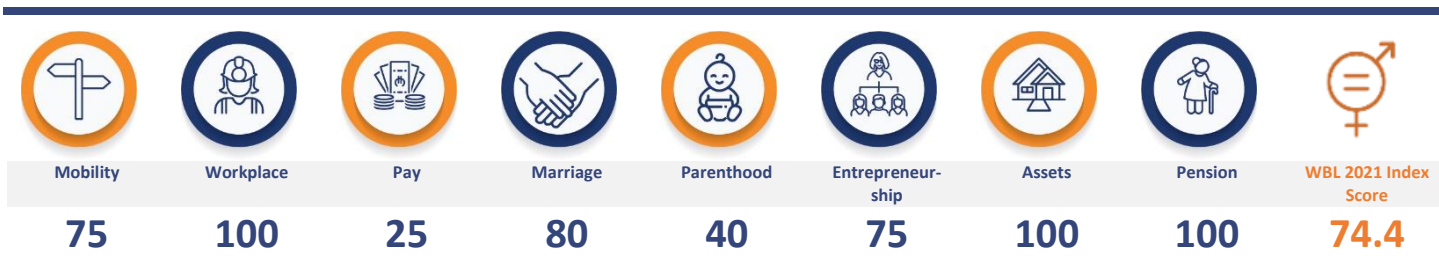 Mobility
Workplace
Pay
Marriage
Parenthood
Entrepreneur-
ship
Assets
Pension
WBL 2021 Index
Score
75
100
25
80
40
75
100
100
74.4